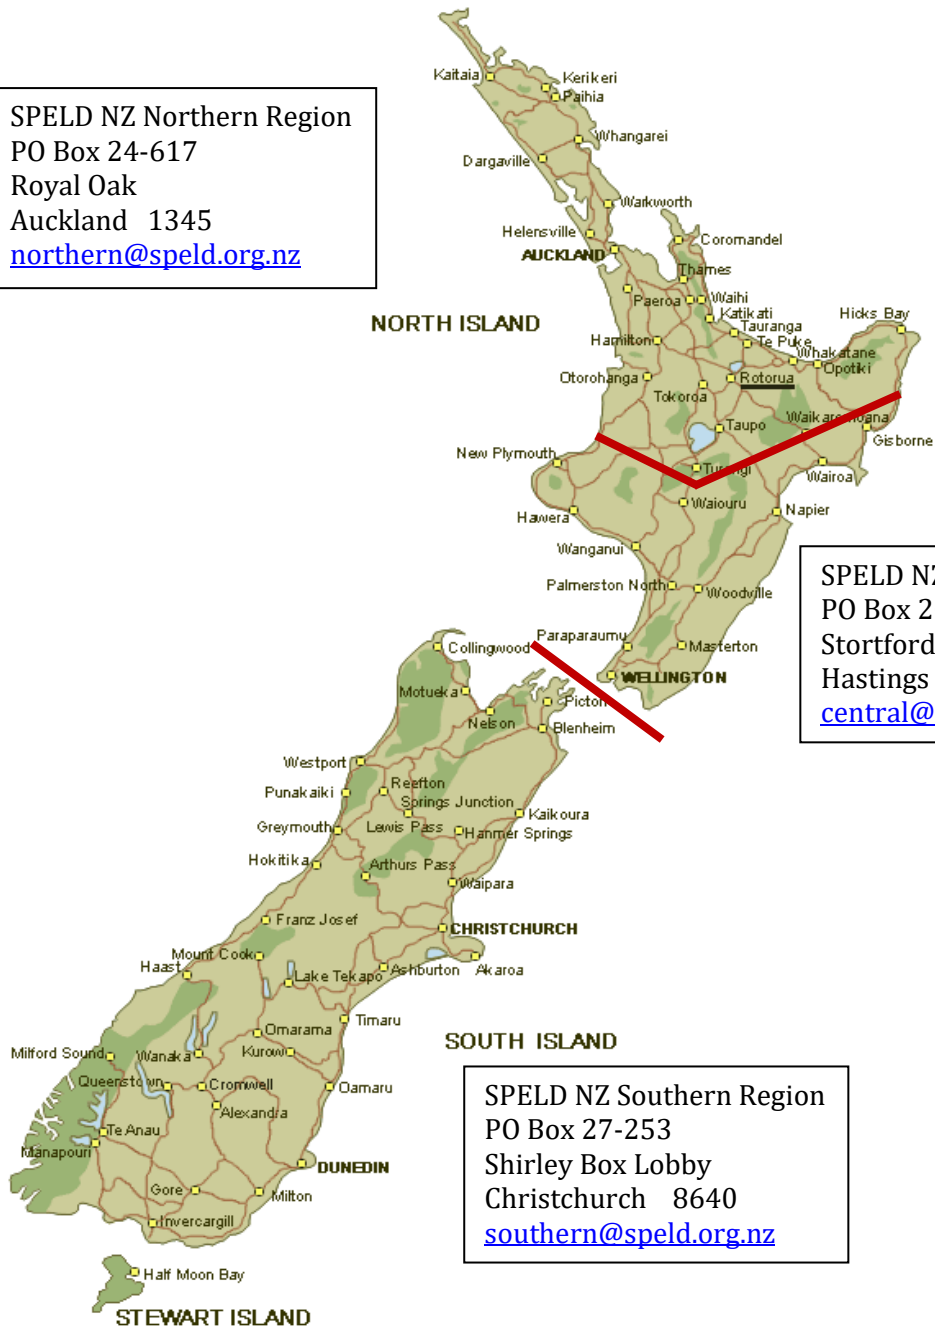 Kaitaia
Kerikeri
Paihia
SPELD NZ Northern Region
PO Box 24-617
Royal Oak
Auckland 1345
northern@speld.org.nz
Whangarei
Dargaville
Warkworth
Helensville
Coromandel
AUCKLAND
Thames
Paeroa
Waihi
Katikati
Hicks Bay
NORTH ISLAND
Tauranga
Hamilton
Te Puke
Whakatane
Opotiki
Otorohanga
Rotorua
Tokoroa
Waikaremoana
Taupo
Gisborne
New Plymouth
Turangi
Wairoa
Waiouru
Napier
Hawera
Wanganui
Palmerston North
Woodville
SPELD NZ
PO Box 2
Stortford
Hastings
central@
Paraparaumu
Collingwood
Masterton
WELLINGTON
Motueka
Picton
Nelson
Blenheim
Westport
Reefton
Punakaiki
Springs Junction
Kaikoura
Greymouth
Lewis Pass
Hanmer Springs
Hokitika
Arthurs Pass
Waipara
Franz Josef
CHRISTCHURCH
Mount Cook
Haast
Lake Tekapo
Ashburton
Akaroa
Timaru
Omarama
SOUTH ISLAND
Milford Sound
Wanaka
Kurow
Queenstown
Cromwell
Oamaru
Alexandra
SPELD NZ Southern Region
PO Box 27-253
Shirley Box Lobby
Christchurch 8640
southern@speld.org.nz
Te Anau
Manapouri
DUNEDIN
Gore
Milton
Invercargill
Half Moon Bay
STEWART ISLAND